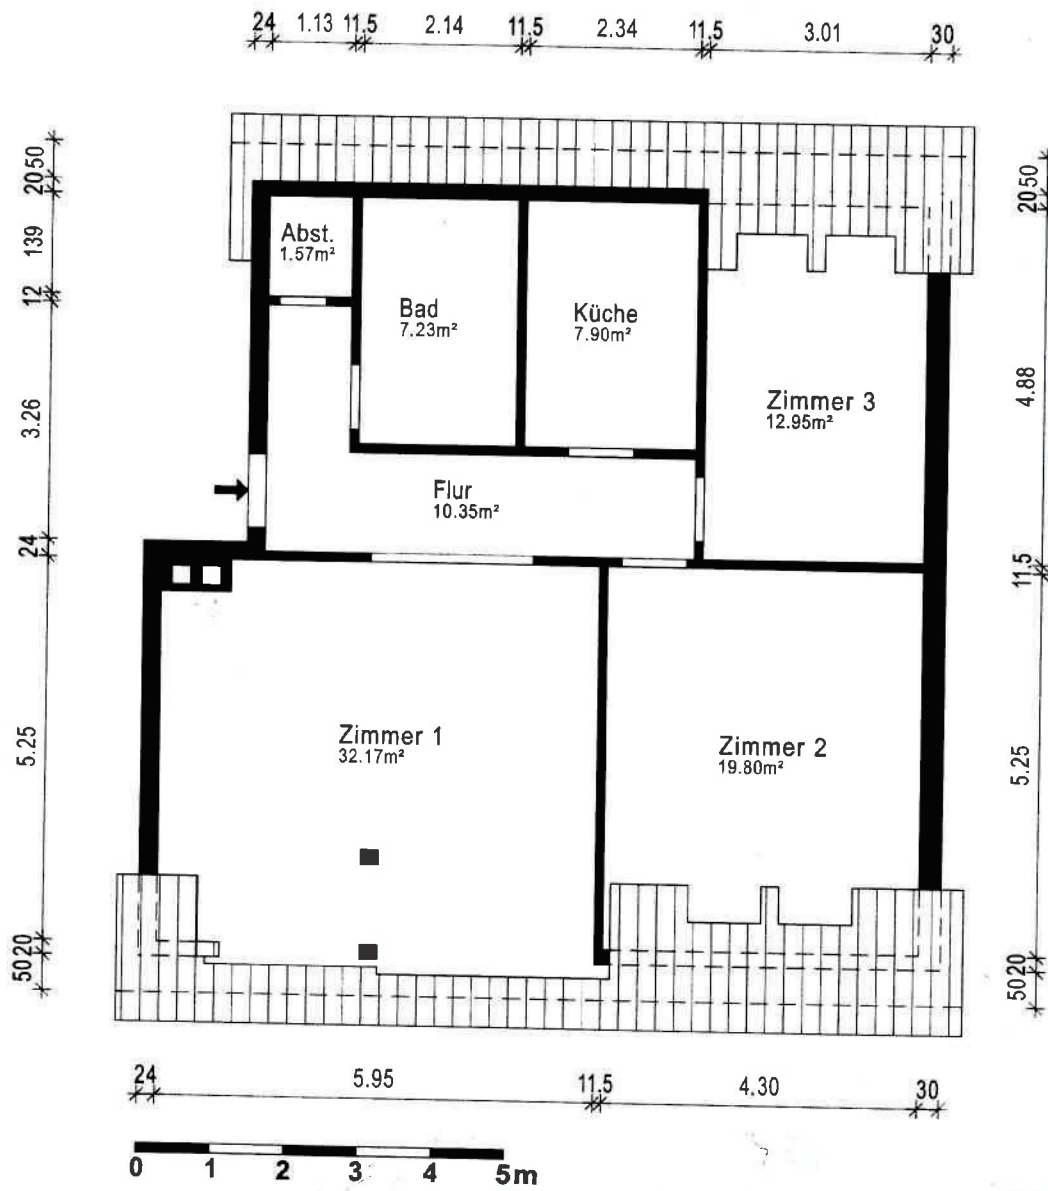 24 1.13 11.5 2.14 11.5 2.34 11.5 3.01 30
20 50
139
12
3.26
24
5.25
50 20
20 50
4.88
11.5
5.25
50 20
Abst.
1.57m²
Bad
7.23m²
Küche
7.90m²
Zimmer 3
12.95m²
Flur
10.35m²
Zimmer 1
32.17m²
Zimmer 2
19.80m²
24 5.95 11.5 4.30 30
0 1 2 3 4 5m